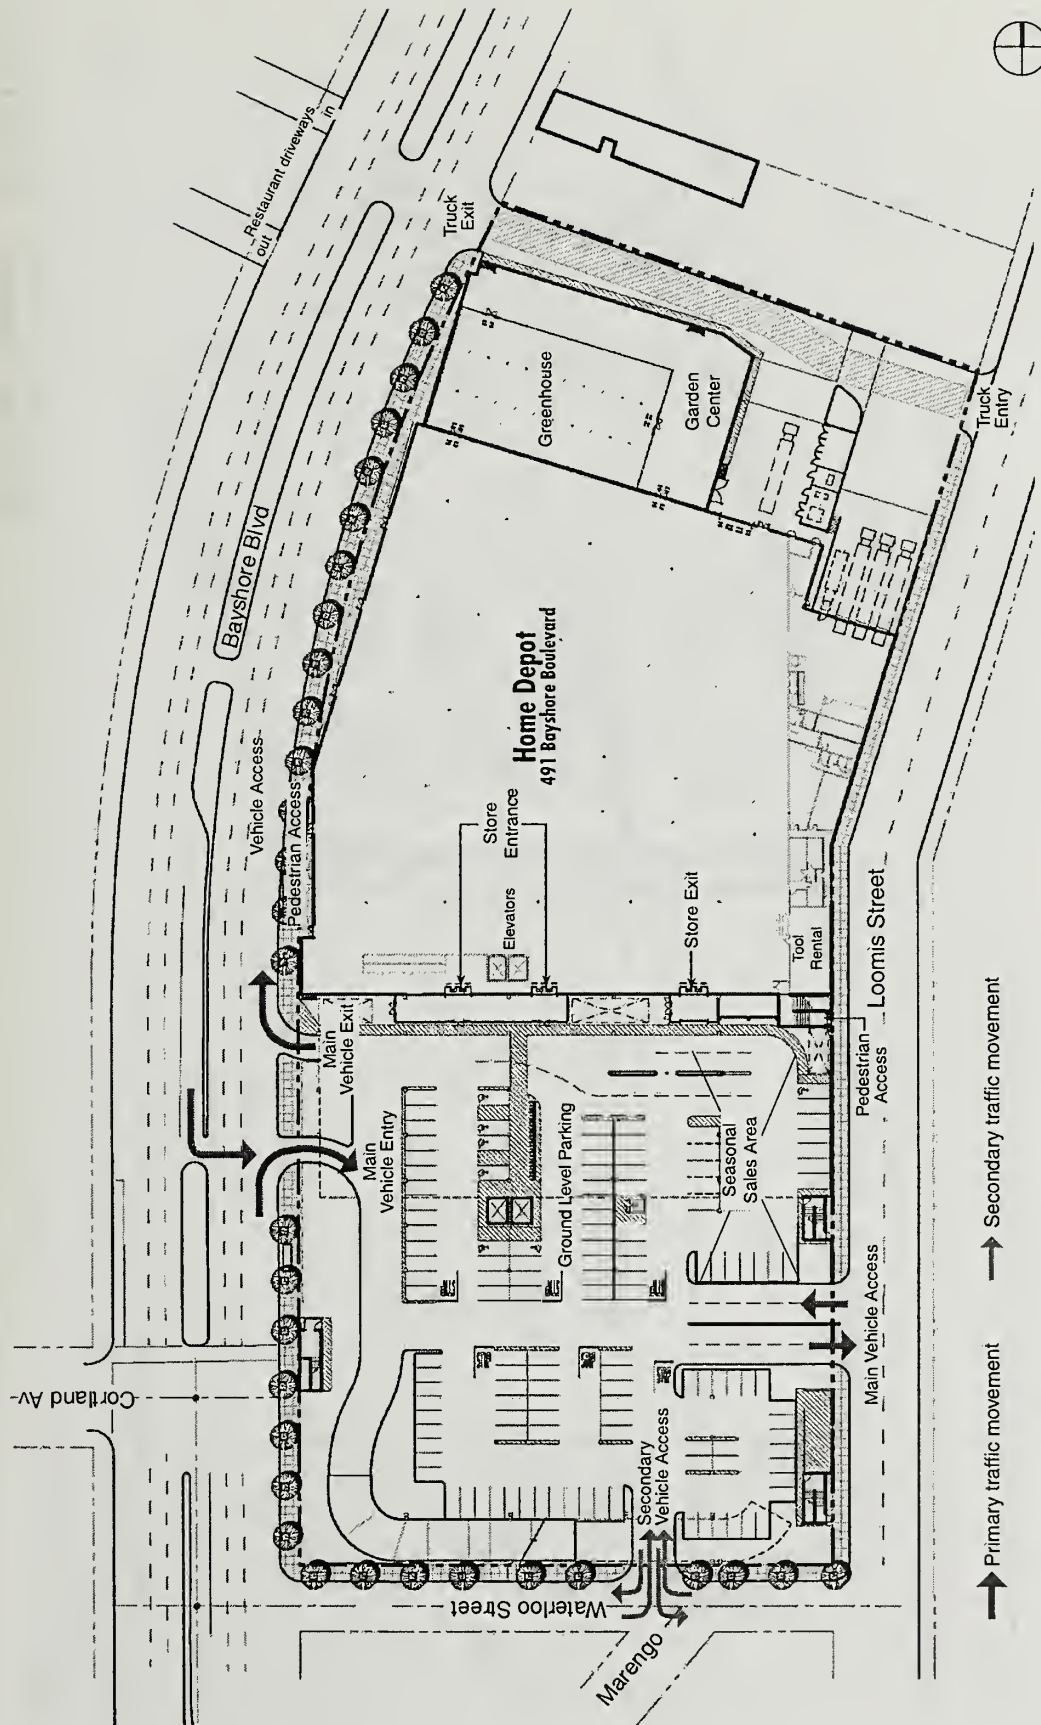 Restaurant driveways
in
out
Truck
Exit
Bayshore Blvd
Greenhouse
Garden
Center
Truck
Entry
Vehicle Access
Pedestrian Access
Home Depot
491 Bayshore Boulevard
Store
Entrance
Elevators
Store Exit
Tool
Rental
Loomis Street
Pedestrian
Access
Main
Vehicle Exit
Main
Vehicle Entry
Ground Level Parking
Seasonal
Sales Area
Main Vehicle Access
Cortland Av
Secondary
Vehicle Access
Waterloo Street
Marengo
Primary traffic movement
Secondary traffic movement